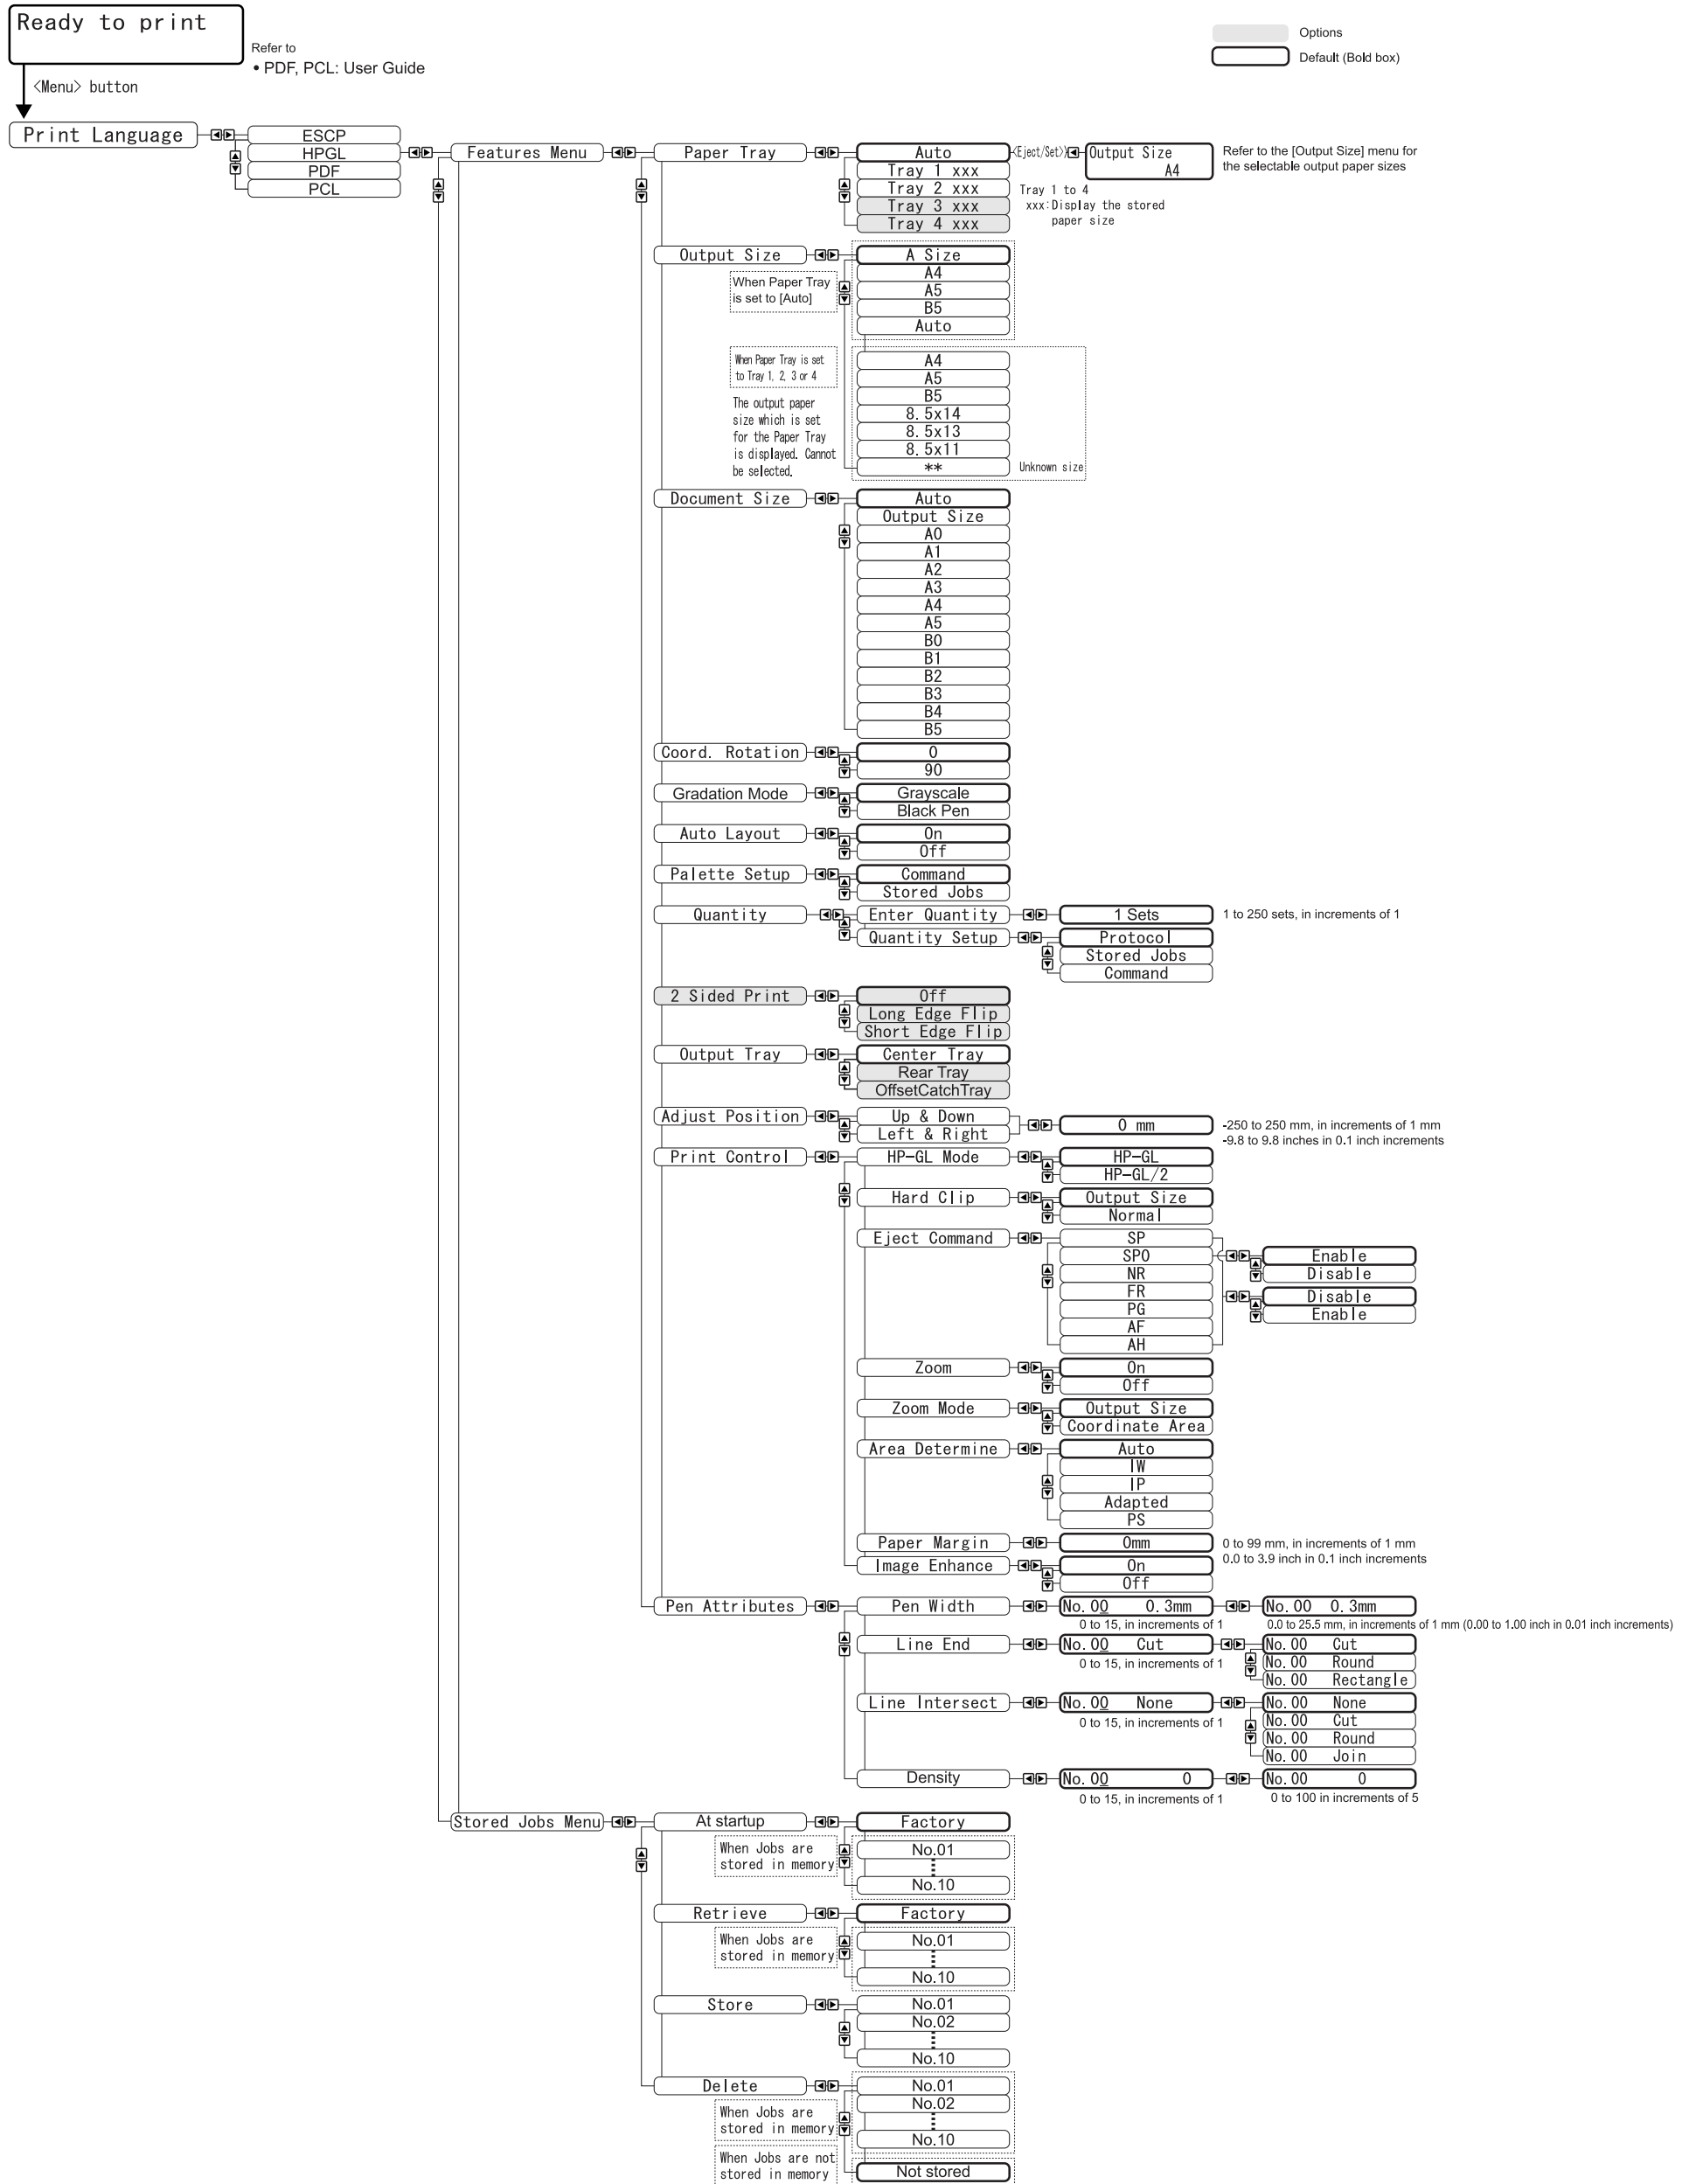 Ready to print
Refer to
• PDF, PCL: User Guide
Options
Default (Bold box)
<Menu> button
Print Language
ESCP
HPGL
PDF
PCL
Features Menu
Paper Tray
Auto
Tray 1 xxx
Tray 2 xxx
Tray 3 xxx
Tray 4 xxx
<Eject/Set>
Output Size
A4
Refer to the [Output Size] menu for
the selectable output paper sizes
Tray 1 to 4
xxx:Display the stored
paper size
Output Size
When Paper Tray
is set to [Auto]
A Size
A4
A5
B5
Auto
When Paper Tray is set
to Tray 1, 2, 3 or 4
The output paper
size which is set
for the Paper Tray
is displayed. Cannot
be selected.
A4
A5
B5
8.5x14
8.5x13
8.5x11
**
Unknown size
Document Size
Auto
Output Size
A0
A1
A2
A3
A4
A5
B0
B1
B2
B3
B4
B5
Coord. Rotation
0
90
Gradation Mode
Grayscale
Black Pen
Auto Layout
On
Off
Palette Setup
Command
Stored Jobs
Quantity
Enter Quantity
1 Sets
1 to 250 sets, in increments of 1
Quantity Setup
Protocol
Stored Jobs
Command
2 Sided Print
Off
Long Edge Flip
Short Edge Flip
Output Tray
Center Tray
Rear Tray
OffsetCatchTray
Adjust Position
Up & Down
Left & Right
0 mm
-250 to 250 mm, in increments of 1 mm
-9.8 to 9.8 inches in 0.1 inch increments
Print Control
HP-GL Mode
HP-GL
HP-GL/2
Hard Clip
Output Size
Normal
Eject Command
SP
SP0
NR
FR
PG
AF
AH
Enable
Disable
Disable
Enable
Zoom
On
Off
Zoom Mode
Output Size
Coordinate Area
Area Determine
Auto
IW
IP
Adapted
PS
Paper Margin
0mm
0 to 99 mm, in increments of 1 mm
0.0 to 3.9 inch in 0.1 inch increments
Image Enhance
On
Off
Pen Attributes
Pen Width
No.00 0.3mm
0 to 15, in increments of 1
No.00 0.3mm
0.0 to 25.5 mm, in increments of 1 mm (0.00 to 1.00 inch in 0.01 inch increments)
Line End
No.00 Cut
0 to 15, in increments of 1
No.00 Cut
No.00 Round
No.00 Rectangle
Line Intersect
No.00 None
0 to 15, in increments of 1
No.00 None
No.00 Cut
No.00 Round
No.00 Join
Density
No.00 0
0 to 15, in increments of 1
No.00 0
0 to 100 in increments of 5
Stored Jobs Menu
At startup
Factory
When Jobs are
stored in memory
No.01
No.10
Retrieve
Factory
When Jobs are
stored in memory
No.01
No.10
Store
No.01
No.02
No.10
Delete
No.01
No.02
No.10
When Jobs are
stored in memory
When Jobs are not
stored in memory
Not stored